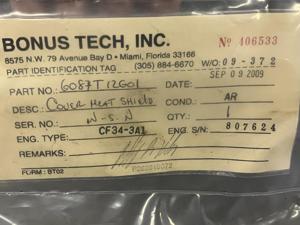 BONUS TECH, INC. Nº 406533
8575 N.W. 79 Avenue Bay D • Miami, Florida 33166
PART IDENTIFICATION TAG (305) 884-6670 W/O: 09-372
SEP 09 2009
PART NO.: 6087T12G01 DATE:
DESC.: COVER HEAT SHIELD COND.: AR
SER. NO.: N-S-N QTY.: 1
ENG. TYPE: CF34-3A1 ENG. S/N: 807624
REMARKS:
FORM: BT02